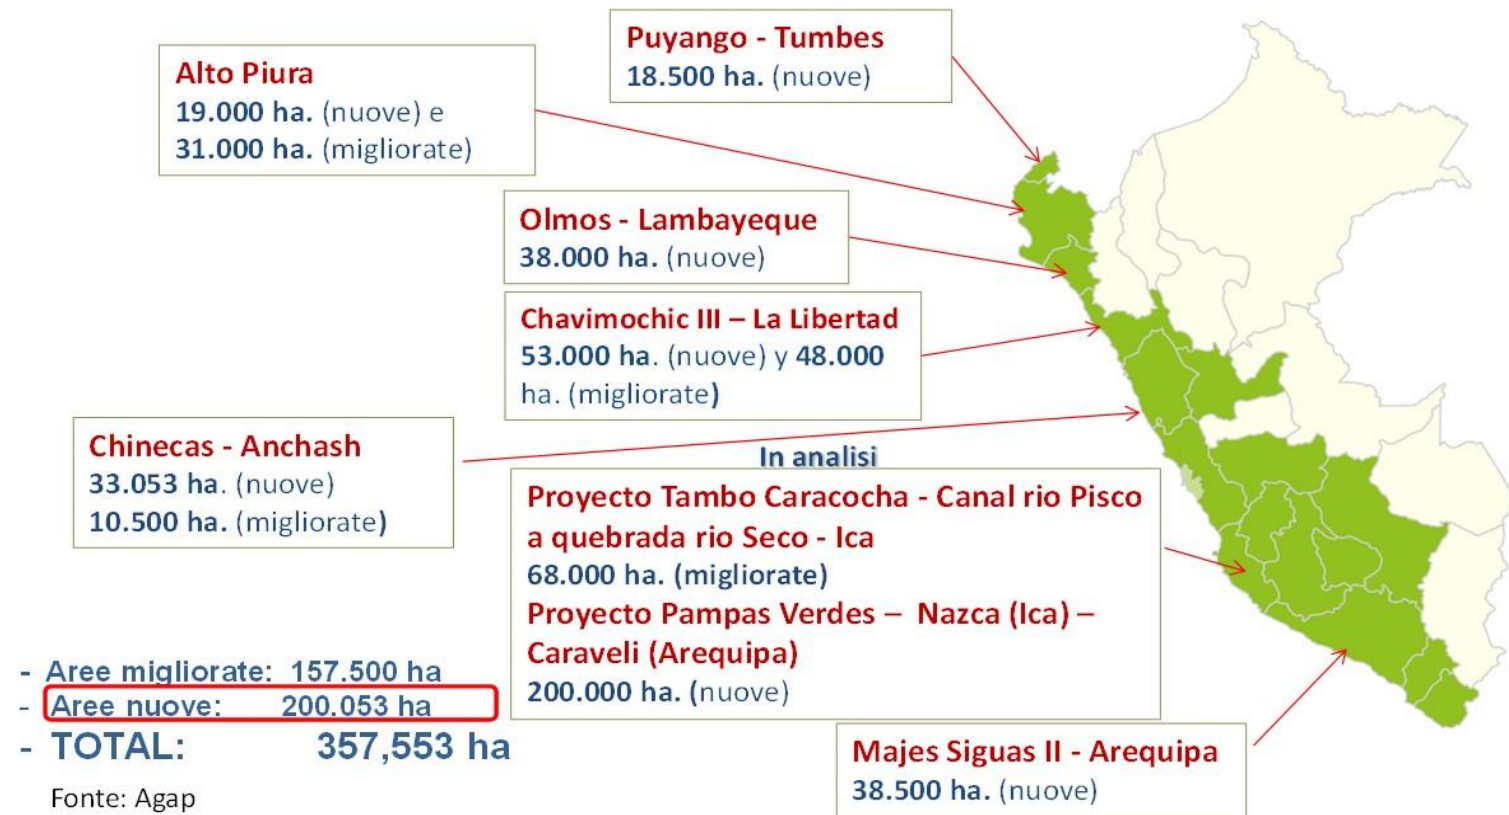 Puyango - Tumbes
18.500 ha. (nuove)
Alto Piura
19.000 ha. (nuove) e
31.000 ha. (migliorate)
Olmos - Lambayeque
38.000 ha. (nuove)
Chavimochic III – La Libertad
53.000 ha. (nuove) y 48.000
ha. (migliorate)
Chinecas - Anchash
33.053 ha. (nuove)
10.500 ha. (migliorate)
In analisi
Proyecto Tambo Caracocha - Canal rio Pisco
a quebrada rio Seco - Ica
68.000 ha. (migliorate)
Proyecto Pampas Verdes – Nazca (Ica) –
Caraveli (Arequipa)
200.000 ha. (nuove)
Majes Siguas II - Arequipa
38.500 ha. (nuove)
- Aree migliorate: 157.500 ha
- Aree nuove: 200.053 ha
- TOTAL: 357,553 ha
Fonte: Agap